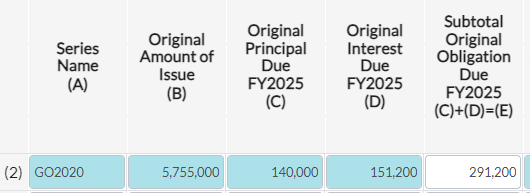 Series
Name
(A)
Original
Amount of
Issue
(B)
Original
Principal
Due
FY2025
(C)
Original
Interest
Due
FY2025
(D)
Subtotal
Original
Obligation
Due
FY2025
(C)+(D)=(E)
(2) GO2020 5,755,000 140,000 151,200 291,200